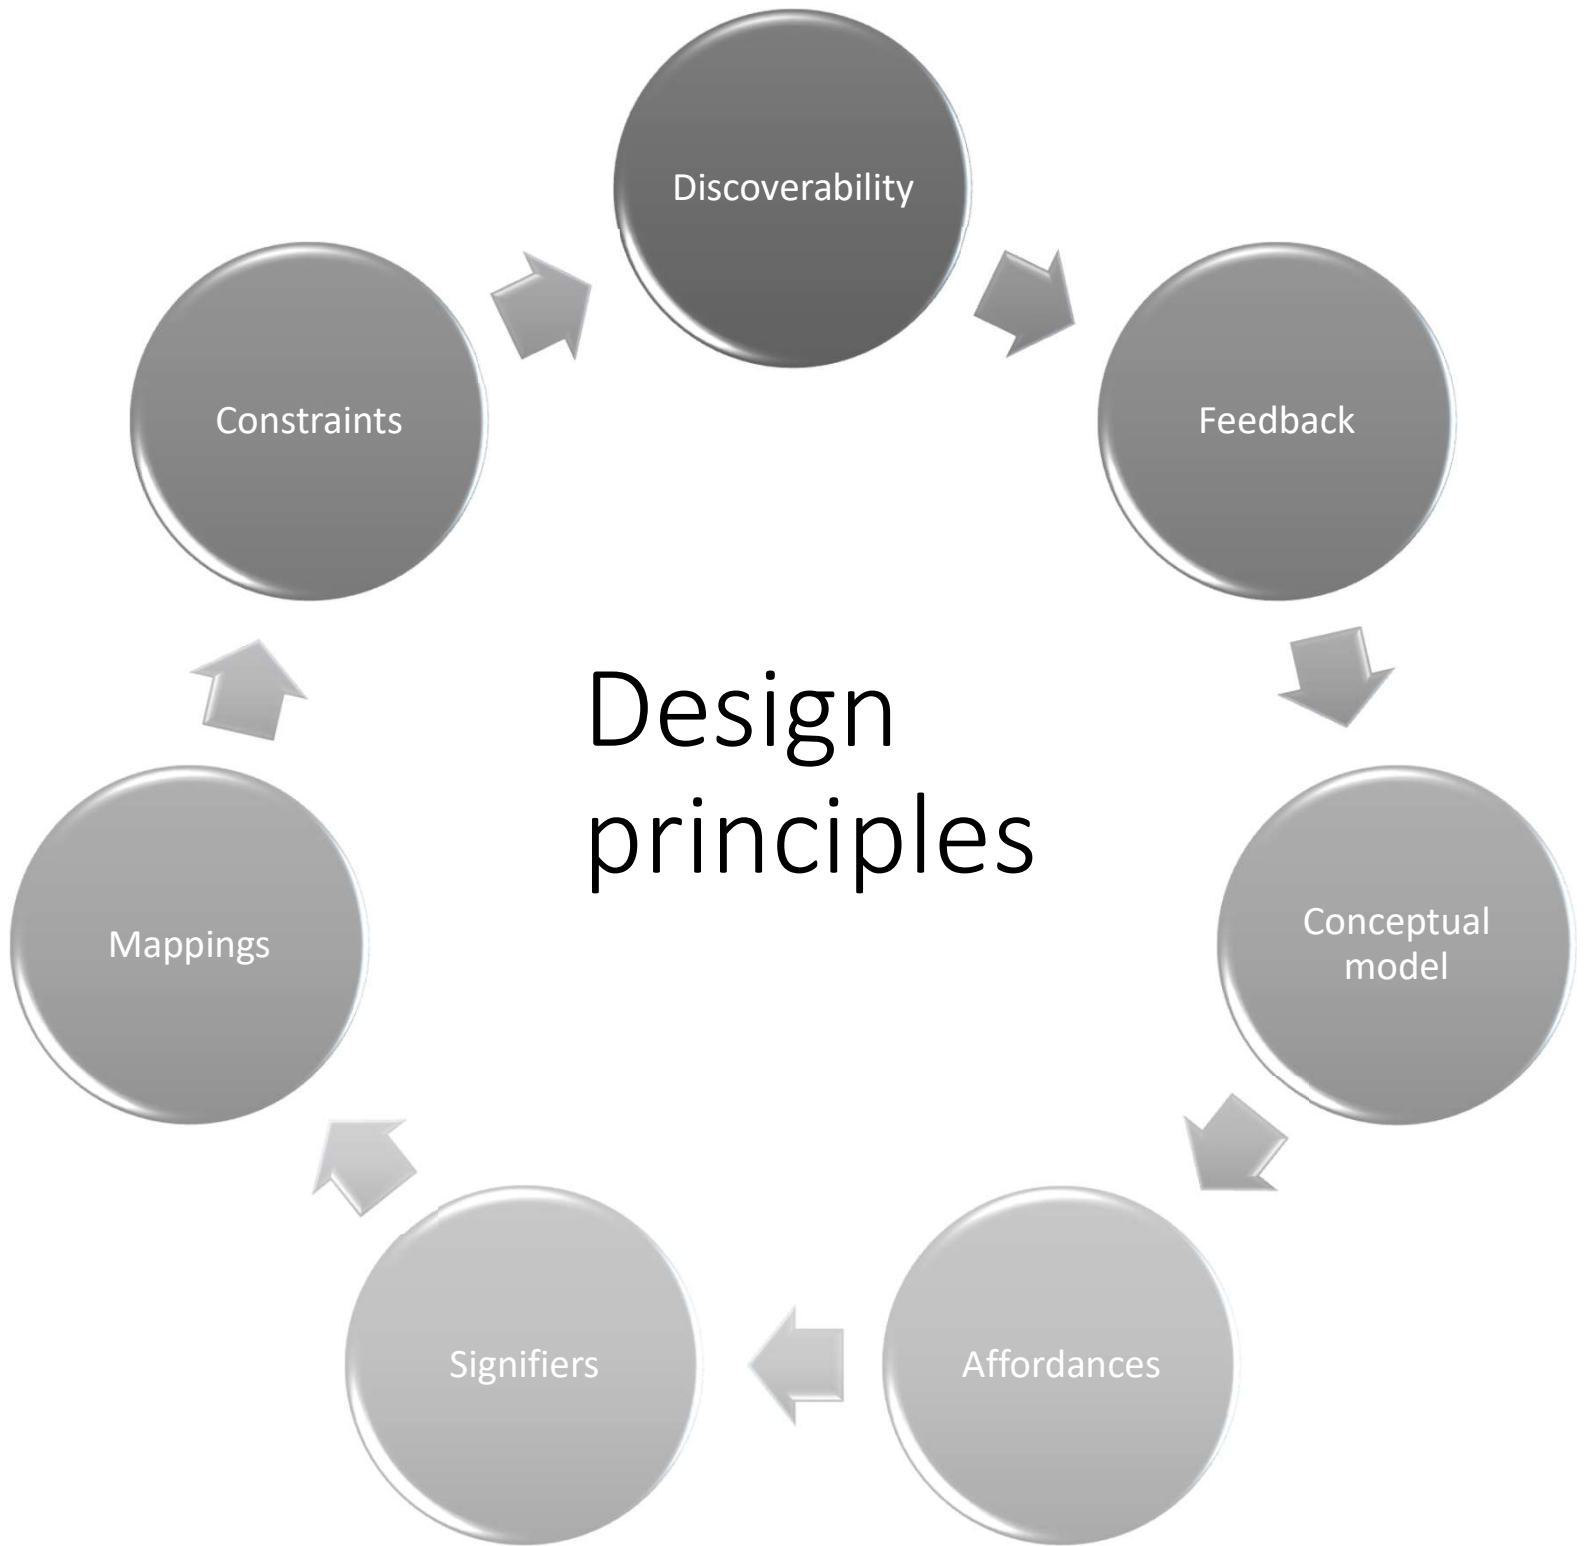 Discoverability
Feedback
Conceptual
model
Affordances
Signifiers
Mappings
Constraints
Design
principles